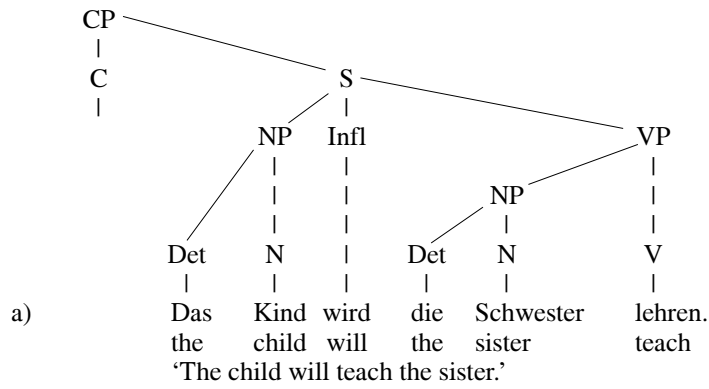 CP
C S
NP Infl VP
NP
Det N Det N V
a) Das Kind wird die Schwester lehren.
the child will the sister teach
‘The child will teach the sister.’